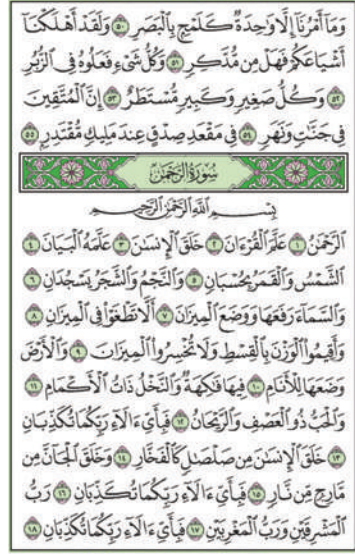 وَمَآ أَمْرُنَآ إِلَّا وَٰحِدَةٌ كَلَمْحٍۭ بِٱلْبَصَرِ ٥٠ وَلَقَدْ أَهْلَكْنَآ
أَشْيَاعَكُمْ فَهَلْ مِن مُّدَّكِرٍ ٥١ وَكُلُّ شَىْءٍ فَعَلُوهُ فِى ٱلزُّبُرِ
٥٢ وَكُلُّ صَغِيرٍ وَكَبِيرٍ مُّسْتَطَرٌ ٥٣ إِنَّ ٱلْمُتَّقِينَ
فِى جَنَّٰتٍ وَنَهَرٍ ٥٤ فِى مَقْعَدِ صِدْقٍ عِندَ مَلِيكٍ مُّقْتَدِرٍۭ ٥٥
سُورَةُ الرَّحْمَٰن
بِسْمِ ٱللَّهِ ٱلرَّحْمَٰنِ ٱلرَّحِيمِ
ٱلرَّحْمَٰنُ ١ عَلَّمَ ٱلْقُرْءَانَ ٢ خَلَقَ ٱلْإِنسَٰنَ ٣ عَلَّمَهُ ٱلْبَيَانَ ٤
ٱلشَّمْسُ وَٱلْقَمَرُ بِحُسْبَانٍ ٥ وَٱلنَّجْمُ وَٱلشَّجَرُ يَسْجُدَانِ ٦
وَٱلسَّمَآءَ رَفَعَهَا وَوَضَعَ ٱلْمِيزَانَ ٧ أَلَّا تَطْغَوْا۟ فِى ٱلْمِيزَانِ ٨
وَأَقِيمُوا۟ ٱلْوَزْنَ بِٱلْقِسْطِ وَلَا تُخْسِرُوا۟ ٱلْمِيزَانَ ٩ وَٱلْأَرْضَ
وَضَعَهَا لِلْأَنَامِ ١٠ فِيهَا فَٰكِهَةٌ وَٱلنَّخْلُ ذَاتُ ٱلْأَكْمَامِ ١١
وَٱلْحَبُّ ذُو ٱلْعَصْفِ وَٱلرَّيْحَانُ ١٢ فَبِأَىِّ ءَالَآءِ رَبِّكُمَا تُكَذِّبَانِ
١٣ خَلَقَ ٱلْإِنسَٰنَ مِن صَلْصَٰلٍ كَٱلْفَخَّارِ ١٤ وَخَلَقَ ٱلْجَآنَّ مِن
مَّارِجٍ مِّن نَّارٍ ١٥ فَبِأَىِّ ءَالَآءِ رَبِّكُمَا تُكَذِّبَانِ ١٦ رَبُّ
ٱلْمَشْرِقَيْنِ وَرَبُّ ٱلْمَغْرِبَيْنِ ١٧ فَبِأَىِّ ءَالَآءِ رَبِّكُمَا تُكَذِّبَانِ ١٨